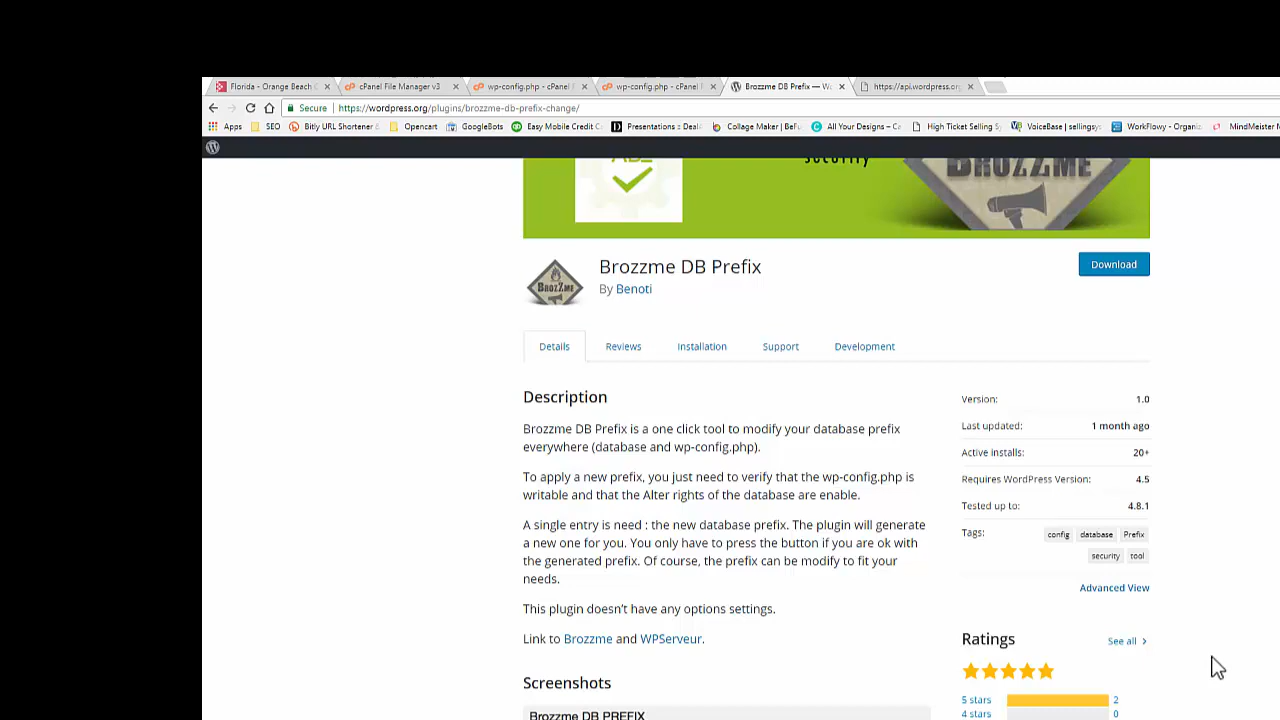 Florida - Orange Beach
cPanel File Manager v3
wp-config.php - cPanel F
wp-config.php - cPanel F
Brozzme DB Prefix — Wo
https://api.wordpress.org
Secure https://wordpress.org/plugins/brozzme-db-prefix-change/
Apps SEO Bitly URL Shortener Opencart GoogleBots Easy Mobile Credit C Presentations :: Deal Collage Maker | BeFu All Your Designs – Ca High Ticket Selling Sy VoiceBase | sellingsy WorkFlowy - Organiz MindMeister
Security
BROZZME
Brozzme DB Prefix
Download
BROZZME
By Benoti
Details Reviews Installation Support Development
Description
Brozzme DB Prefix is a one click tool to modify your database prefix
everywhere (database and wp-config.php).
To apply a new prefix, you just need to verify that the wp-config.php is
writable and that the Alter rights of the database are enable.
A single entry is need : the new database prefix. The plugin will generate
a new one for you. You only have to press the button if you are ok with
the generated prefix. Of course, the prefix can be modify to fit your
needs.
This plugin doesn't have any options settings.
Link to Brozzme and WPServeur.
Screenshots
Brozzme DB PREFIX
Version: 1.0
Last updated: 1 month ago
Active installs: 20+
Requires WordPress Version: 4.5
Tested up to: 4.8.1
Tags: config database Prefix
security tool
Advanced View
Ratings See all
5 stars 2
4 stars 0